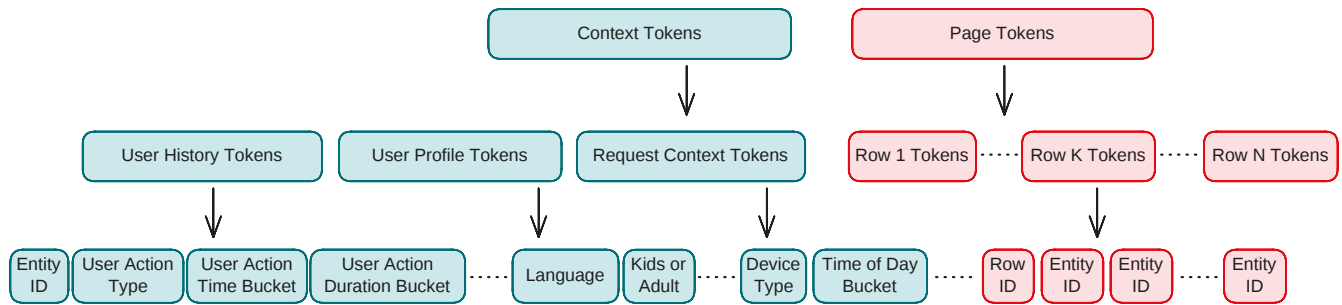 Context Tokens
Page Tokens
User History Tokens
User Profile Tokens
Request Context Tokens
Row 1 Tokens
Row K Tokens
Row N Tokens
Entity
ID
User Action
Type
User Action
Time Bucket
User Action
Duration Bucket
Language
Kids or
Adult
Device
Type
Time of Day
Bucket
Row
ID
Entity
ID
Entity
ID
Entity
ID